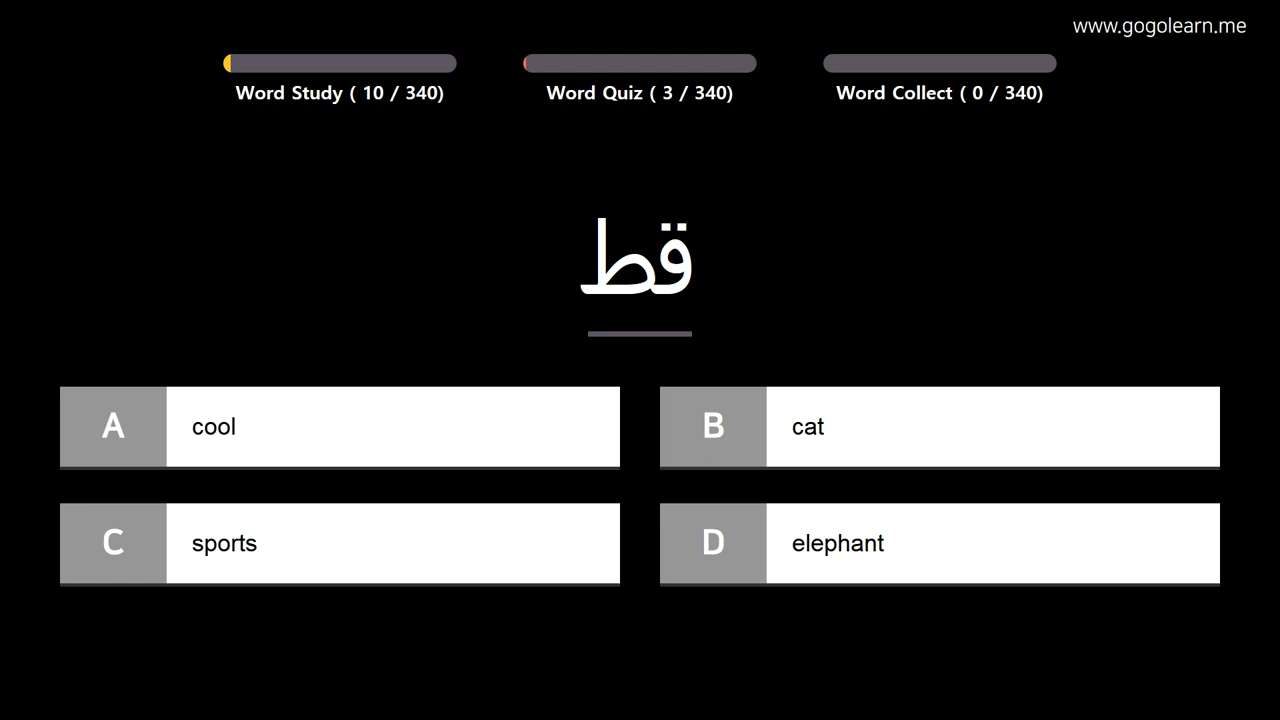 www.gogolearn.me
Word Study ( 10 / 340)
Word Quiz ( 3 / 340)
Word Collect ( 0 / 340)
قط
A cool
B cat
C sports
D elephant